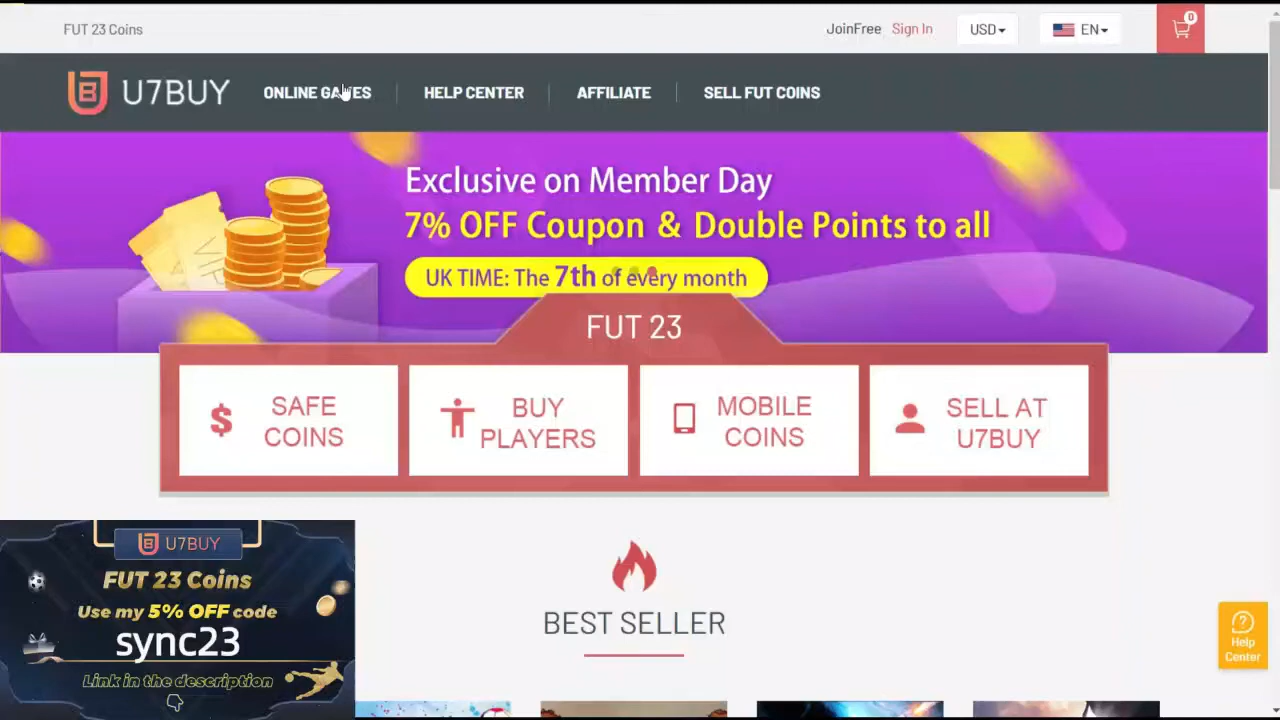 FUT 23 Coins
JoinFree Sign In
USD
EN
0
U7BUY
ONLINE GAMES
HELP CENTER
AFFILIATE
SELL FUT COINS
Exclusive on Member Day
7% OFF Coupon & Double Points to all
UK TIME: The 7th of every month
FUT 23
SAFE
COINS
BUY
PLAYERS
MOBILE
COINS
SELL AT
U7BUY
U7BUY
FUT 23 Coins
Use my 5% OFF code
sync23
Link in the description
BEST SELLER
Help
Center